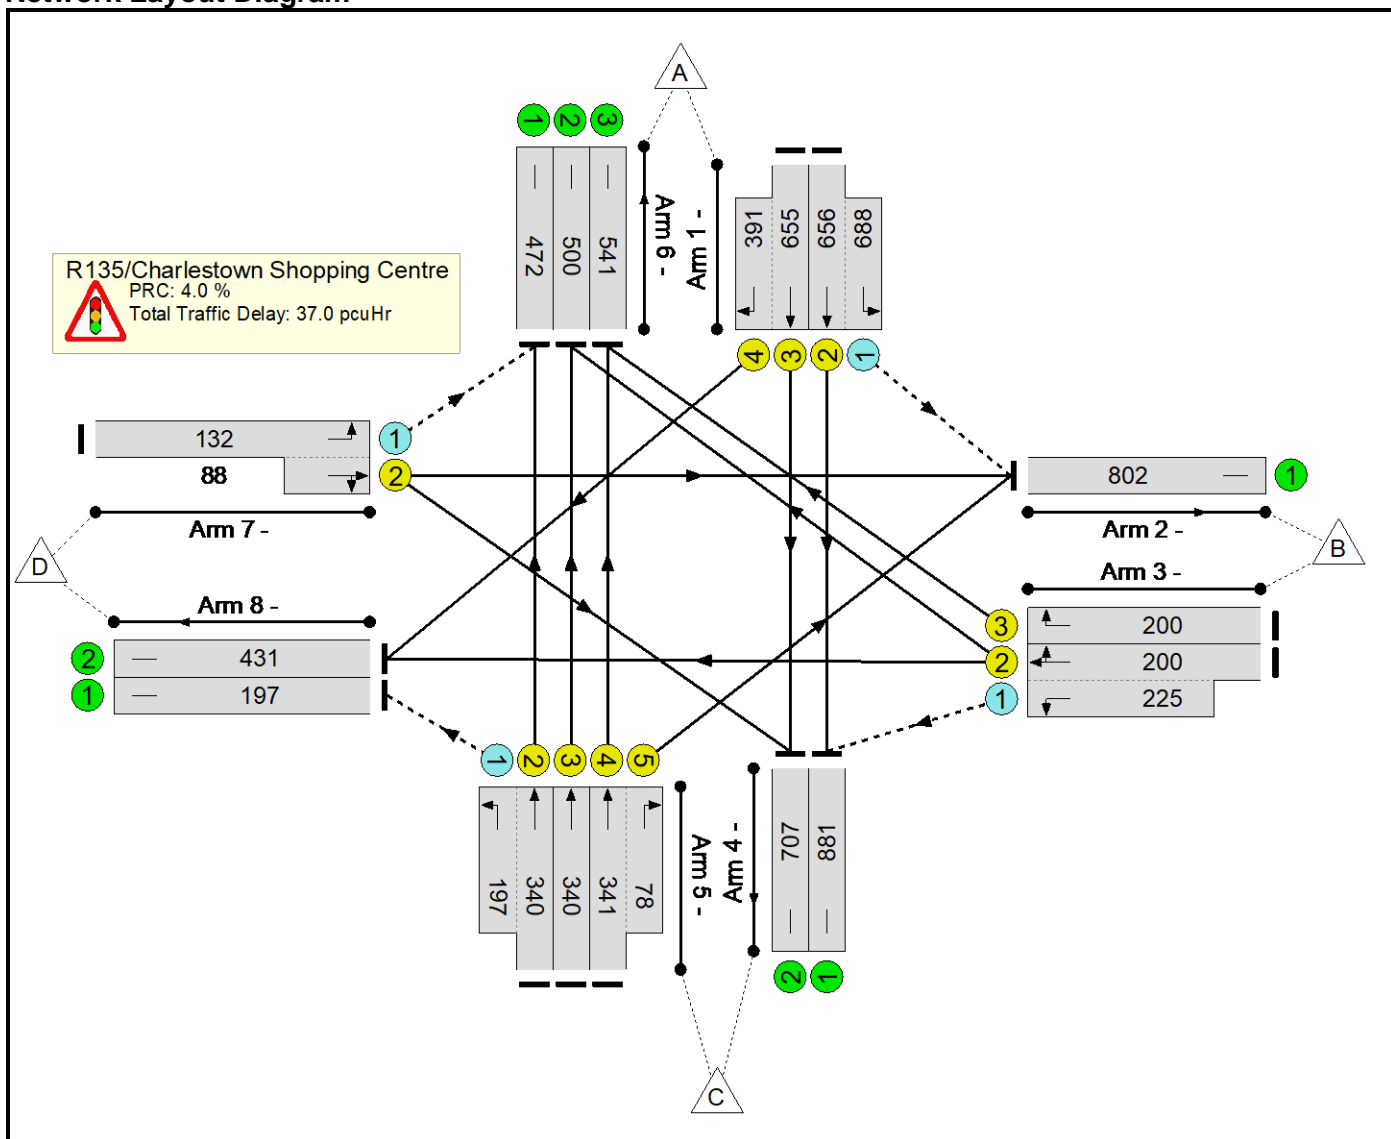 Network Layout Diagram
A
1 2 3
Arm 6 -
Arm 1 -
472 500 541
391 655 656 688
4 3 2 1
R135/Charlestown Shopping Centre
PRC: 4.0 %
Total Traffic Delay: 37.0 pcuHr
132 1
88 2
Arm 7 -
D
Arm 8 -
2 431
1 197
802 1
Arm 2 -
B
Arm 3 -
3 200
2 200
1 225
1 2 3 4 5
197 340 340 341 78
Arm 5 -
Arm 4 -
707 881
2 1
C